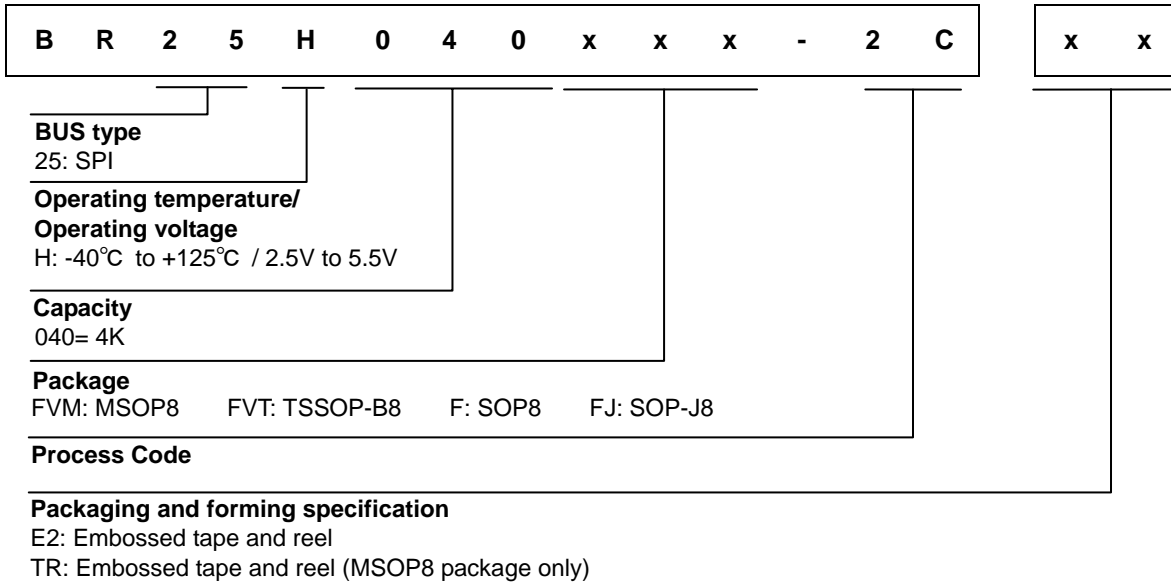 B R 2 5 H 0 4 0 x x x - 2 C x x
BUS type
25: SPI
Operating temperature/
Operating voltage
H: -40℃ to +125℃ / 2.5V to 5.5V
Capacity
040= 4K
Package
FVM: MSOP8 FVT: TSSOP-B8 F: SOP8 FJ: SOP-J8
Process Code
Packaging and forming specification
E2: Embossed tape and reel
TR: Embossed tape and reel (MSOP8 package only)